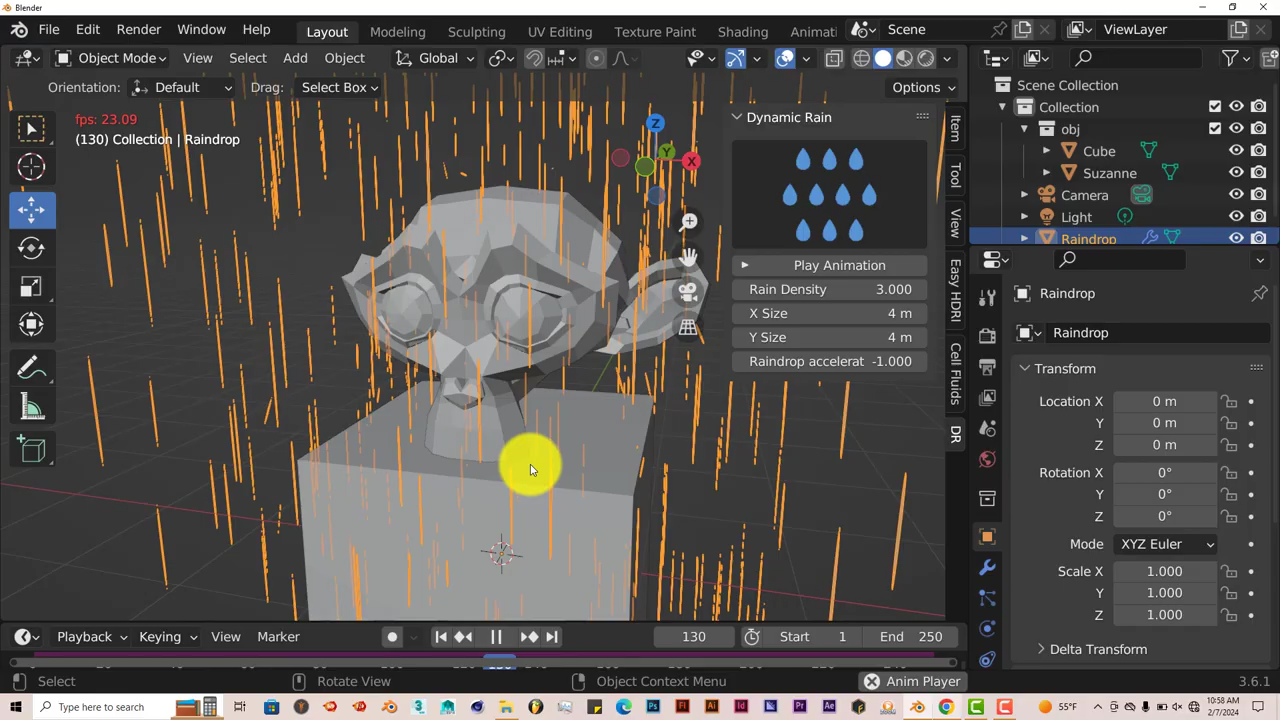 Blender
File Edit Render Window Help Layout Modeling Sculpting UV Editing Texture Paint Shading Animati Scene ViewLayer
Object Mode View Select Add Object Global
Orientation: Default Drag: Select Box Options
fps: 23.09
(130) Collection | Raindrop
Z
Y
X
Dynamic Rain
Play Animation
Rain Density 3.000
X Size 4 m
Y Size 4 m
Raindrop accelerat -1.000
Item
Tool
View
Easy HDRI
Cell Fluids
DR
Scene Collection
Collection
obj
Cube
Suzanne
Camera
Light
Raindrop
Raindrop
Raindrop
Transform
Location X 0 m
Y 0 m
Z 0 m
Rotation X 0°
Y 0°
Z 0°
Mode XYZ Euler
Scale X 1.000
Y 1.000
Z 1.000
Delta Transform
Playback Keying View Marker 130 Start 1 End 250
Select Rotate View Object Context Menu Anim Player 3.6.1
Type here to search 55°F 10:58 AM
2/7/2024